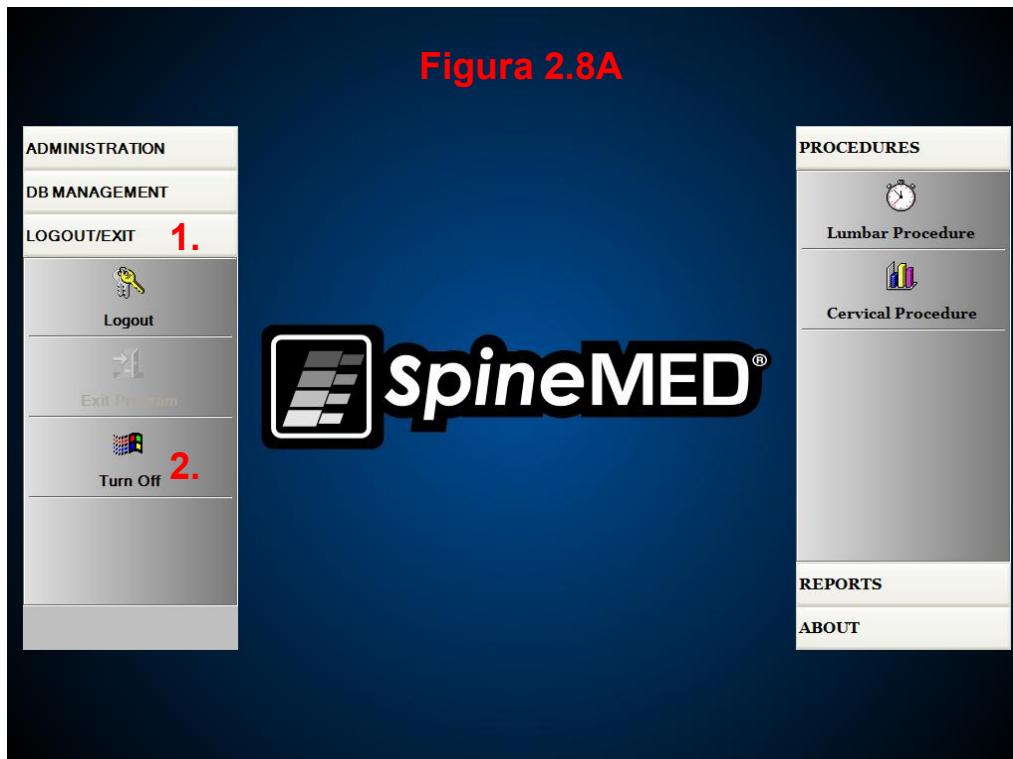 Figura 2.8A
ADMINISTRATION
DB MANAGEMENT
LOGOUT/EXIT 1.
Logout
Exit Program
Turn Off 2.
SpineMED®
PROCEDURES
Lumbar Procedure
Cervical Procedure
REPORTS
ABOUT